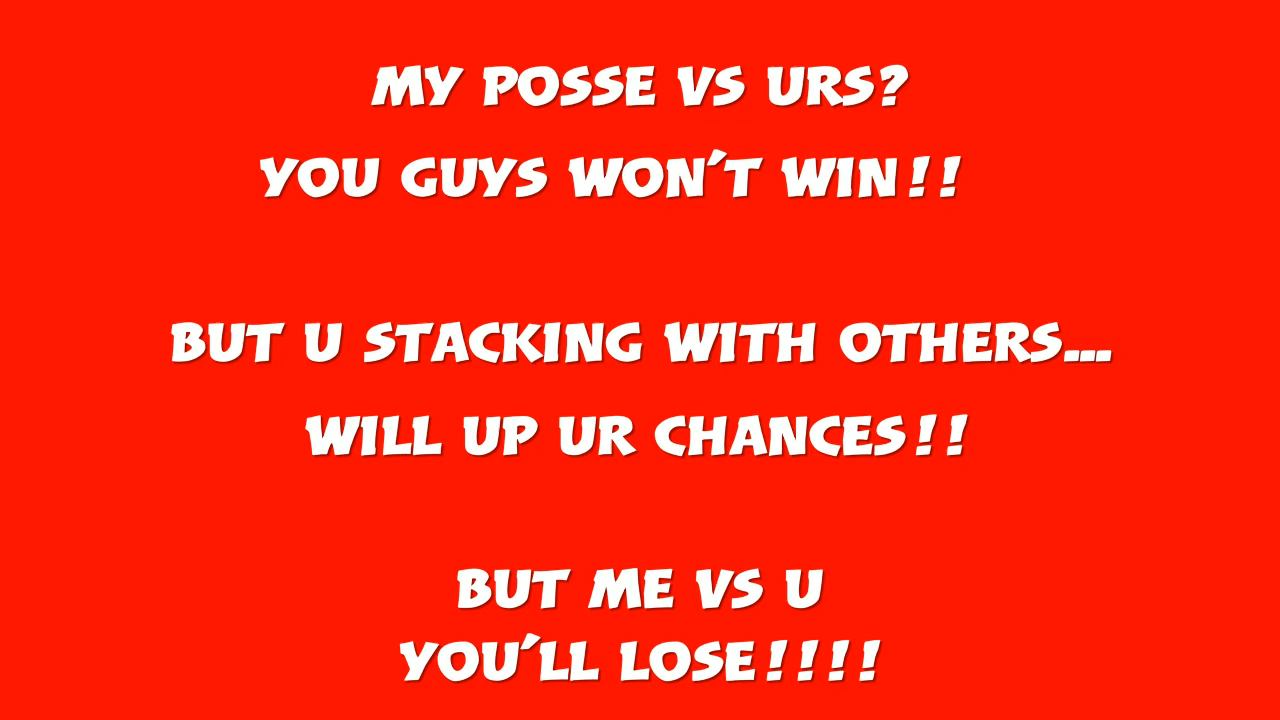 MY POSSE VS URS?
YOU GUYS WON'T WIN!!
BUT U STACKING WITH OTHERS...
WILL UP UR CHANCES!!
BUT ME VS U
YOU'LL LOSE!!!!